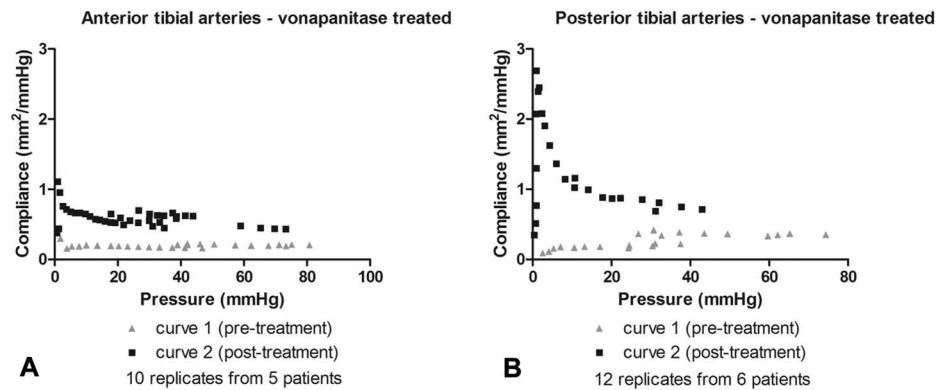 Anterior tibial arteries - vonapanitase treated
Compliance (mm²/mmHg)
3
2
1
0
0 20 40 60 80 100
Pressure (mmHg)
curve 1 (pre-treatment)
curve 2 (post-treatment)
10 replicates from 5 patients
A
Posterior tibial arteries - vonapanitase treated
Compliance (mm²/mmHg)
3
2
1
0
0 20 40 60 80
Pressure (mmHg)
curve 1 (pre-treatment)
curve 2 (post-treatment)
12 replicates from 6 patients
B